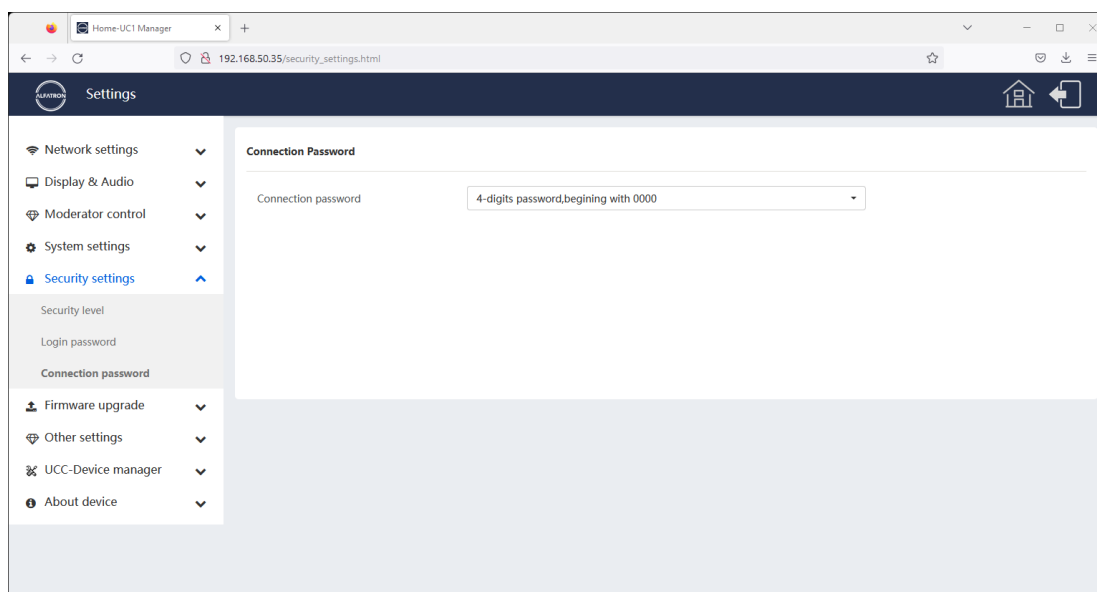 Home-UC1 Manager
192.168.50.35/security_settings.html
ALFATRON
Settings
Network settings
Display & Audio
Moderator control
System settings
Security settings
Security level
Login password
Connection password
Firmware upgrade
Other settings
UCC-Device manager
About device
Connection Password
Connection password
4-digits password,begining with 0000